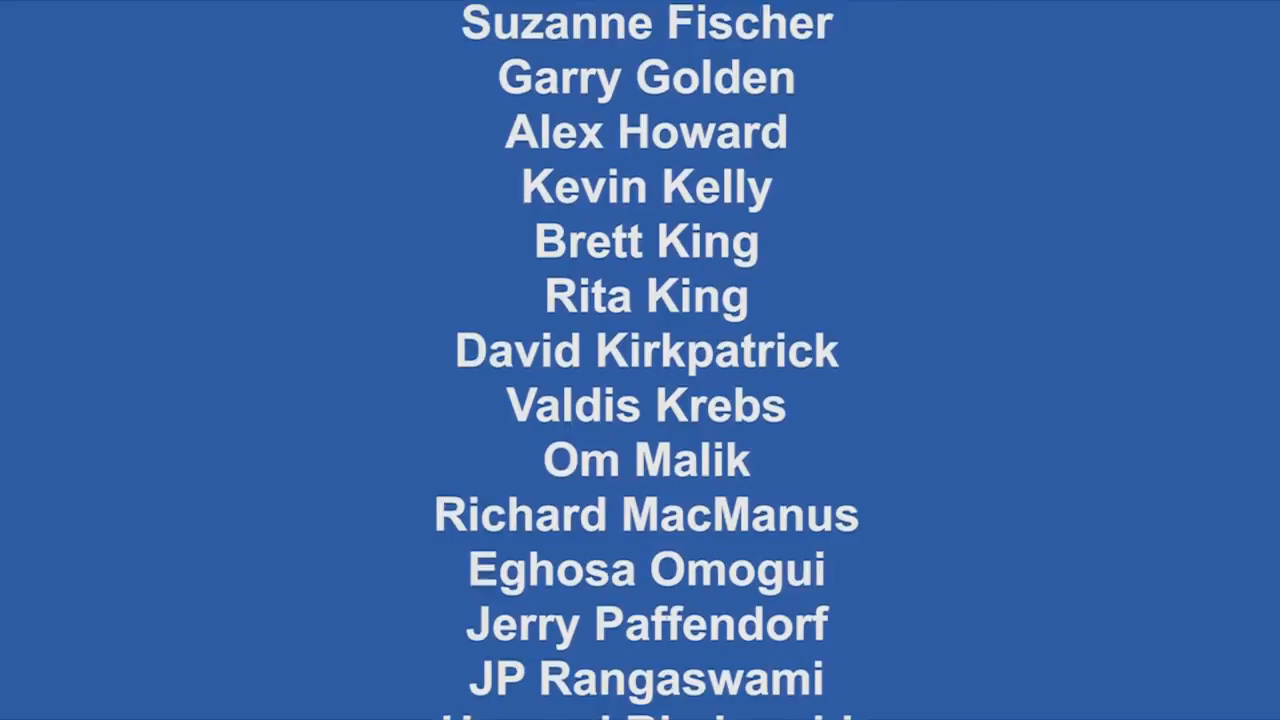 Suzanne Fischer
Garry Golden
Alex Howard
Kevin Kelly
Brett King
Rita King
David Kirkpatrick
Valdis Krebs
Om Malik
Richard MacManus
Eghosa Omogui
Jerry Paffendorf
JP Rangaswami